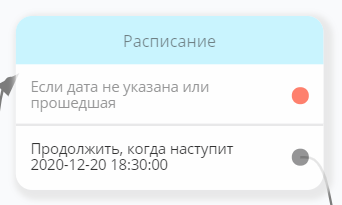 Расписание
Если дата не указана или
прошедшая
Продолжить, когда наступит
2020-12-20 18:30:00